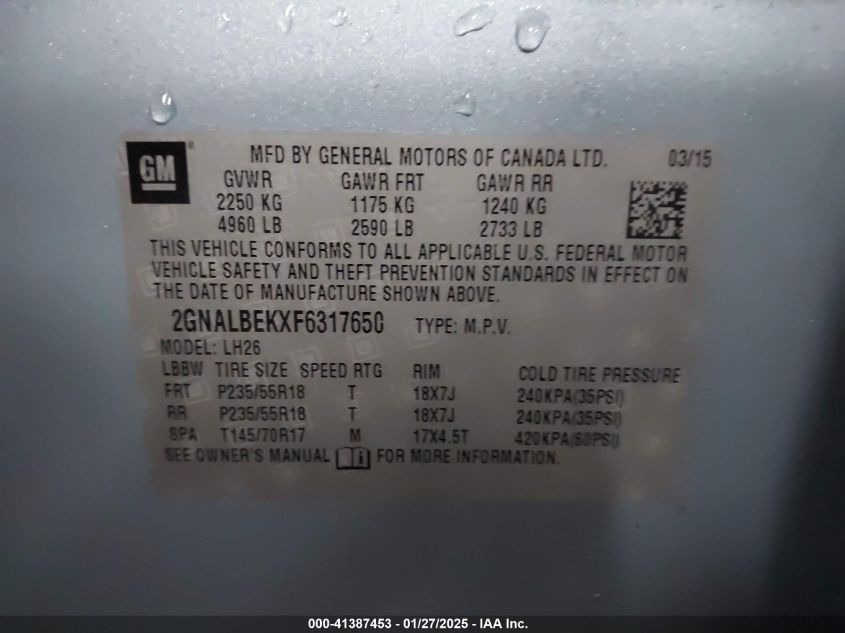 GM
MFD BY GENERAL MOTORS OF CANADA LTD. 03/15
GVWR GAWR FRT GAWR RR
2250 KG 1175 KG 1240 KG
4960 LB 2590 LB 2733 LB
THIS VEHICLE CONFORMS TO ALL APPLICABLE U.S. FEDERAL MOTOR
VEHICLE SAFETY AND THEFT PREVENTION STANDARDS IN EFFECT ON
THE DATE OF MANUFACTURE SHOWN ABOVE.
2GNALBEKXF6317650 TYPE: M.P.V.
MODEL: LH26
LBBW TIRE SIZE SPEED RTG RIM COLD TIRE PRESSURE
FRT P235/55R18 T 18X7J 240KPA(35PSI)
RR P235/55R18 T 18X7J 240KPA(35PSI)
SPA T145/70R17 M 17X4.5T 420KPA(60PSI)
SEE OWNER'S MANUAL FOR MORE INFORMATION.
000-41387453 - 01/27/2025 - IAA Inc.